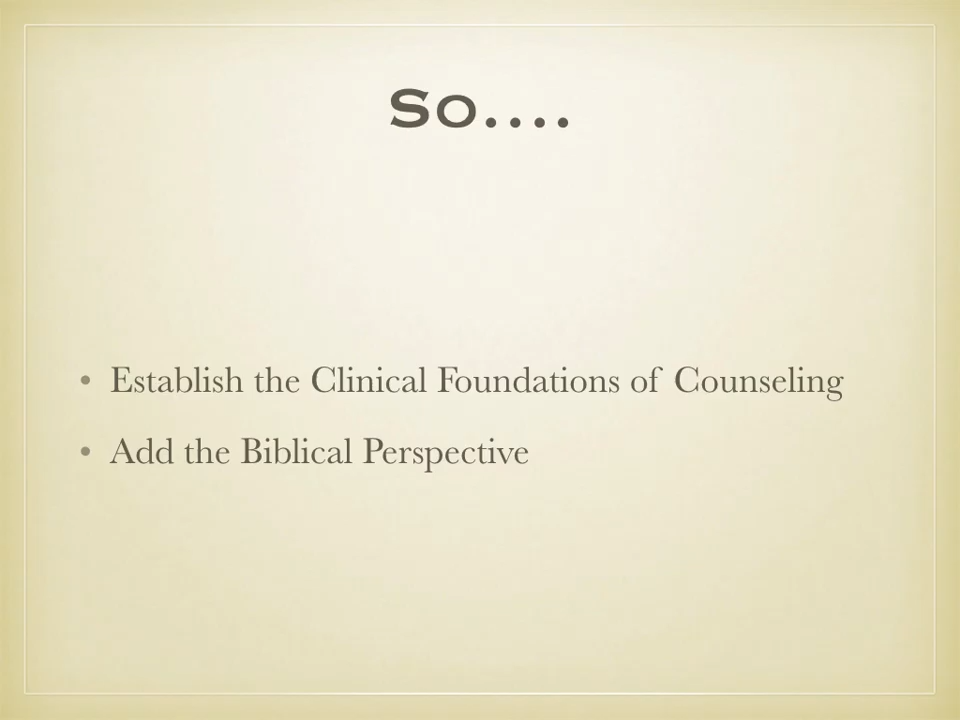 So....
• Establish the Clinical Foundations of Counseling
• Add the Biblical Perspective